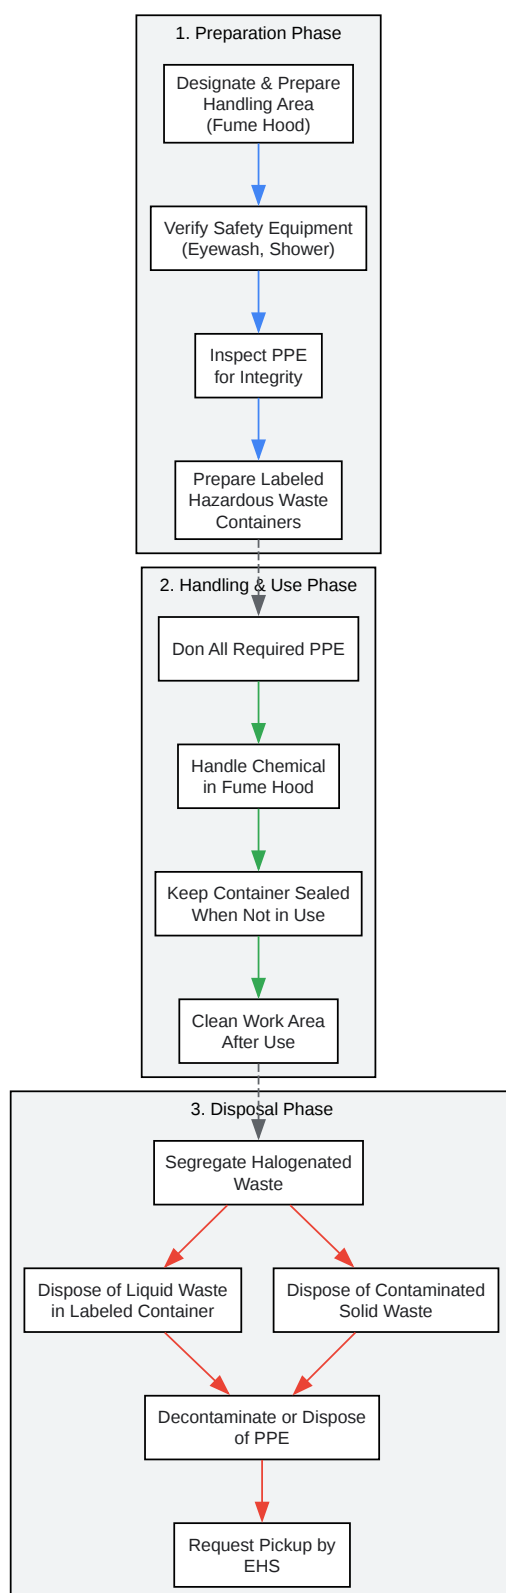 1. Preparation Phase
Designate & Prepare
Handling Area
(Fume Hood)
Verify Safety Equipment
(Eyewash, Shower)
Inspect PPE
for Integrity
Prepare Labeled
Hazardous Waste
Containers
2. Handling & Use Phase
Don All Required PPE
Handle Chemical
in Fume Hood
Keep Container Sealed
When Not in Use
Clean Work Area
After Use
3. Disposal Phase
Segregate Halogenated
Waste
Dispose of Liquid Waste
in Labeled Container
Dispose of Contaminated
Solid Waste
Decontaminate or Dispose
of PPE
Request Pickup by
EHS